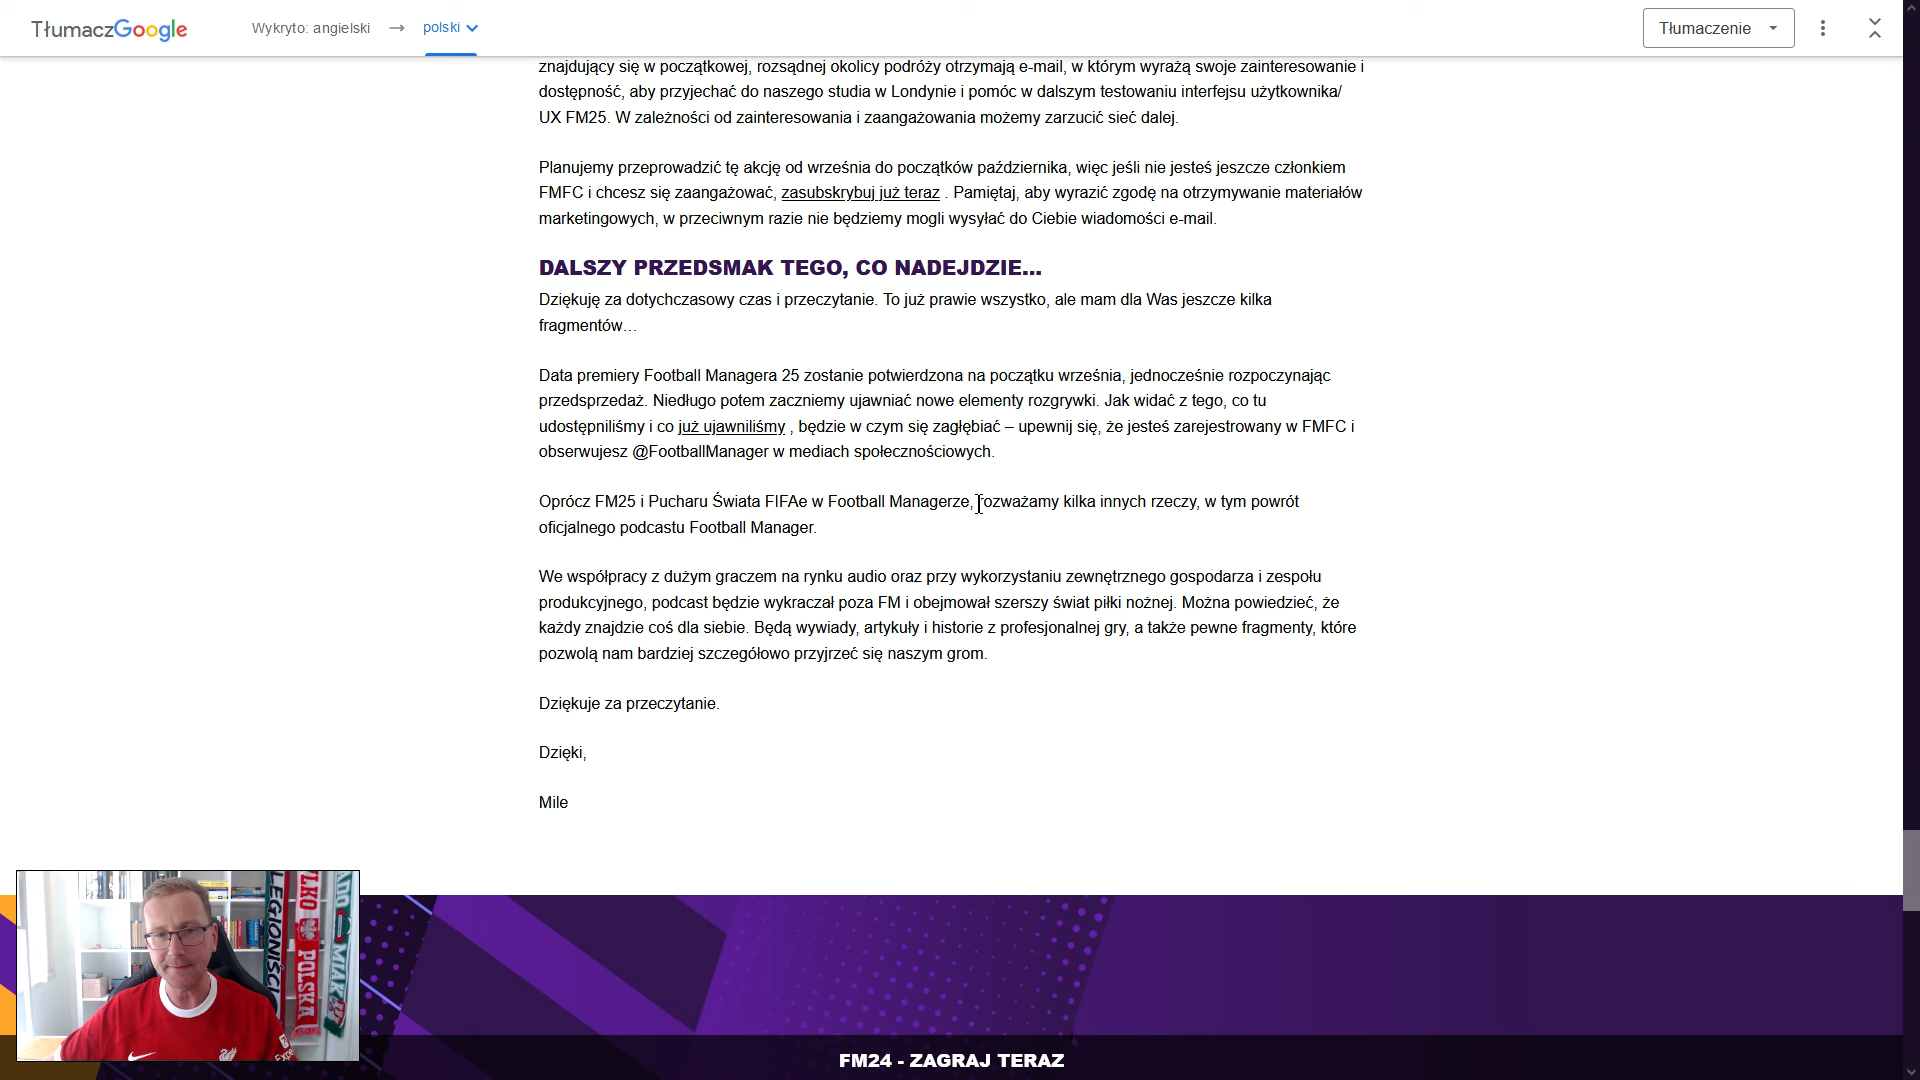 TłumaczGoogle
Wykryto: angielski → polski
Tłumaczenie
znajdujący się w początkowej, rozsądnej okolicy podróży otrzymają e-mail, w którym wyrażą swoje zainteresowanie i
dostępność, aby przyjechać do naszego studia w Londynie i pomóc w dalszym testowaniu interfejsu użytkownika/
UX FM25. W zależności od zainteresowania i zaangażowania możemy zarzucić sieć dalej.
Planujemy przeprowadzić tę akcję od września do początków października, więc jeśli nie jesteś jeszcze członkiem
FMFC i chcesz się zaangażować, zasubskrybuj już teraz . Pamiętaj, aby wyrazić zgodę na otrzymywanie materiałów
marketingowych, w przeciwnym razie nie będziemy mogli wysyłać do Ciebie wiadomości e-mail.
DALSZY PRZEDSMAK TEGO, CO NADEJDZIE...
Dziękuję za dotychczasowy czas i przeczytanie. To już prawie wszystko, ale mam dla Was jeszcze kilka
fragmentów…
Data premiery Football Managera 25 zostanie potwierdzona na początku września, jednocześnie rozpoczynając
przedsprzedaż. Niedługo potem zaczniemy ujawniać nowe elementy rozgrywki. Jak widać z tego, co tu
udostępniliśmy i co już ujawniliśmy , będzie w czym się zagłębiać – upewnij się, że jesteś zarejestrowany w FMFC i
obserwujesz @FootballManager w mediach społecznościowych.
Oprócz FM25 i Pucharu Świata FIFAe w Football Managerze, rozważamy kilka innych rzeczy, w tym powrót
oficjalnego podcastu Football Manager.
We współpracy z dużym graczem na rynku audio oraz przy wykorzystaniu zewnętrznego gospodarza i zespołu
produkcyjnego, podcast będzie wykraczał poza FM i obejmował szerszy świat piłki nożnej. Można powiedzieć, że
każdy znajdzie coś dla siebie. Będą wywiady, artykuły i historie z profesjonalnej gry, a także pewne fragmenty, które
pozwolą nam bardziej szczegółowo przyjrzeć się naszym grom.
Dziękuje za przeczytanie.
Dzięki,
Mile
LEGIONIŚCI
POLSKA
FM24 - ZAGRAJ TERAZ